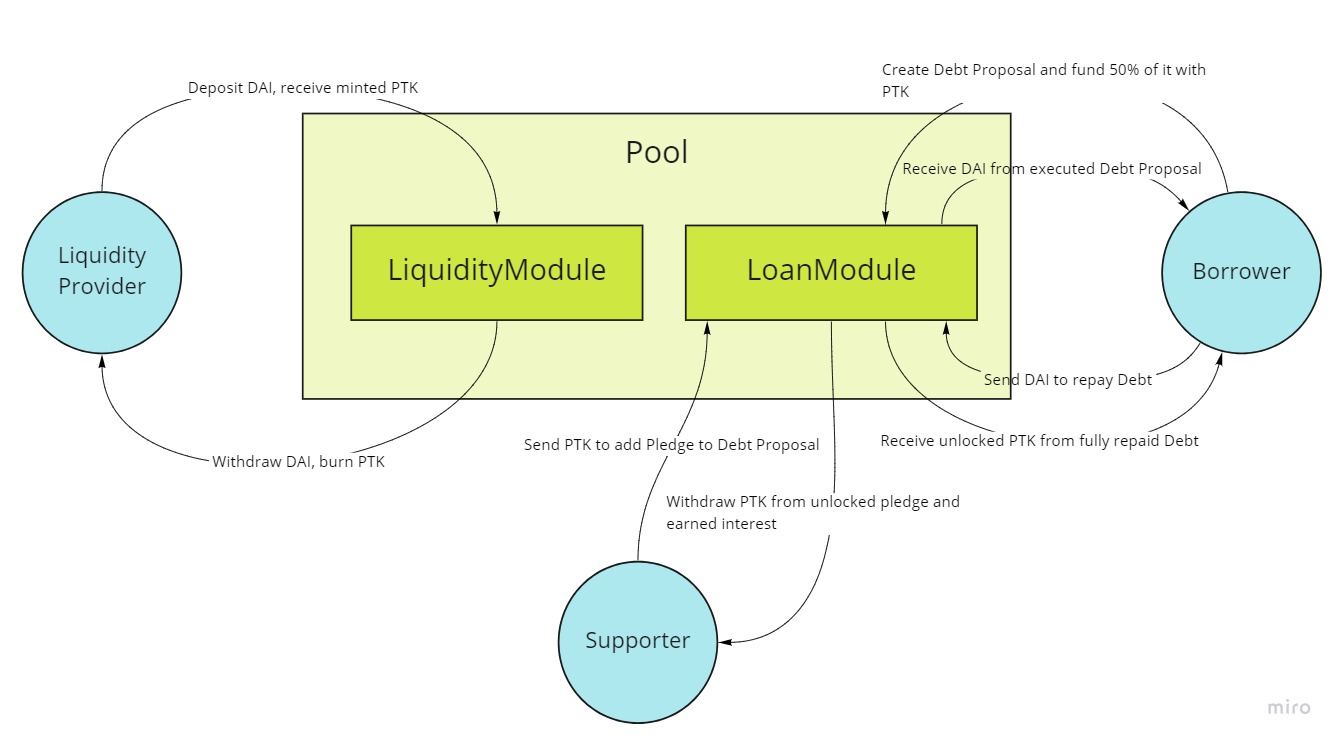 Create Debt Proposal and fund 50% of it with
PTK
Deposit DAI, receive minted PTK
Pool
Receive DAI from executed Debt Proposal
Liquidity
Provider
LiquidityModule
LoanModule
Borrower
Send DAI to repay Debt
Receive unlocked PTK from fully repaid Debt
Send PTK to add Pledge to Debt Proposal
Withdraw DAI, burn PTK
Withdraw PTK from unlocked pledge and
earned interest
Supporter
miro